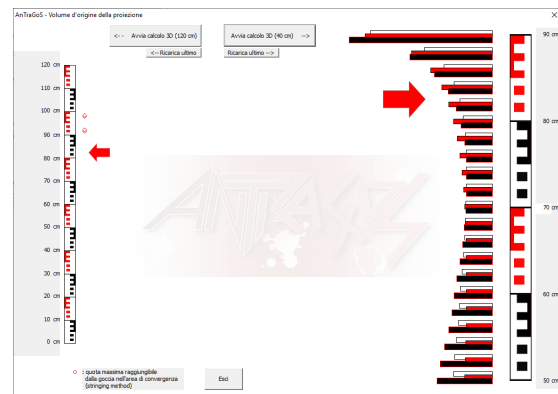 AnTraGoS - Volume d'origine della proiezione
<-- Avvia calcolo 3D (120 cm)
Avvia calcolo 3D (40 cm) -->
<-- Ricarica ultimo
Ricarica ultimo -->
120 cm
110 cm
100 cm
90 cm
80 cm
70 cm
60 cm
50 cm
40 cm
30 cm
20 cm
10 cm
0 cm
90 cm
80 cm
70 cm
60 cm
50 cm
ANTRAGOS
: quota massima raggiungibile
dalla goccia nell'area di convergenza
(stringing method)
Esci